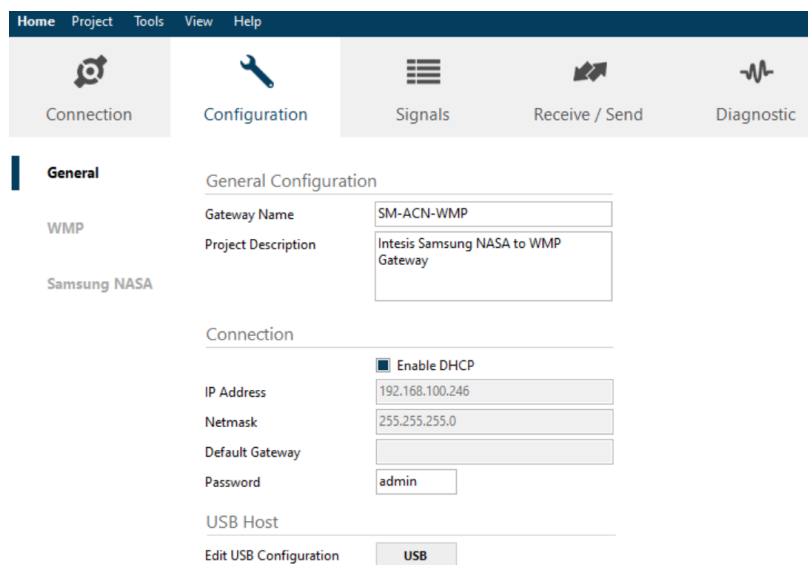 Home Project Tools View Help
Connection Configuration Signals Receive / Send Diagnostic
General
WMP
Samsung NASA
General Configuration
Gateway Name SM-ACN-WMP
Project Description Intesis Samsung NASA to WMP
Gateway
Connection
Enable DHCP
IP Address 192.168.100.246
Netmask 255.255.255.0
Default Gateway
Password admin
USB Host
Edit USB Configuration USB